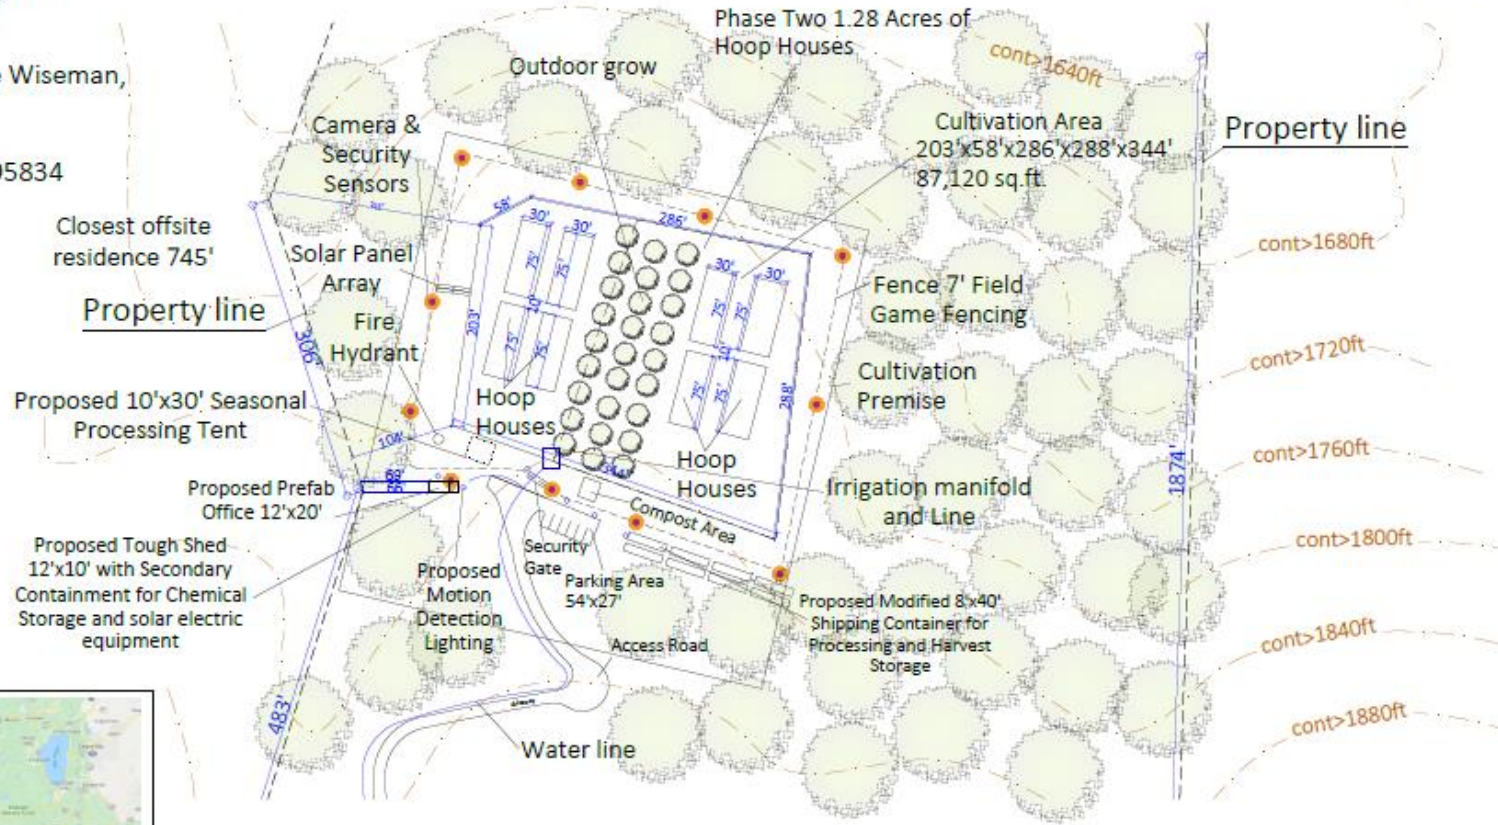 Wiseman,
95834
Phase Two 1.28 Acres of
Hoop Houses
Outdoor grow
cont>1640ft
Camera &
Security
Sensors
Cultivation Area
203'x58'x286'x288'x344'
87,120 sq.ft.
Property line
Closest offsite
residence 745'
58'
286'
30'
30'
30'
30'
75'
75'
75'
75'
10'
75'
75'
75'
75'
10'
cont>1680ft
Solar Panel
Array
Property line
Fence 7' Field
Game Fencing
Fire
Hydrant
203'
306'
288'
cont>1720ft
Cultivation
Premise
Proposed 10'x30' Seasonal
Processing Tent
Hoop
Houses
104'
344'
Hoop
Houses
cont>1760ft
1874'
69'
66'
Proposed Prefab
Office 12'x20'
Irrigation manifold
and Line
Compost Area
Proposed Tough Shed
12'x10' with Secondary
Containment for Chemical
Storage and solar electric
equipment
Security
Gate
Parking Area
54'x27'
Proposed
Motion
Detection
Lighting
cont>1800ft
Proposed Modified 8'x40'
Shipping Container for
Processing and Harvest
Storage
Access Road
cont>1840ft
483'
Water line
cont>1880ft